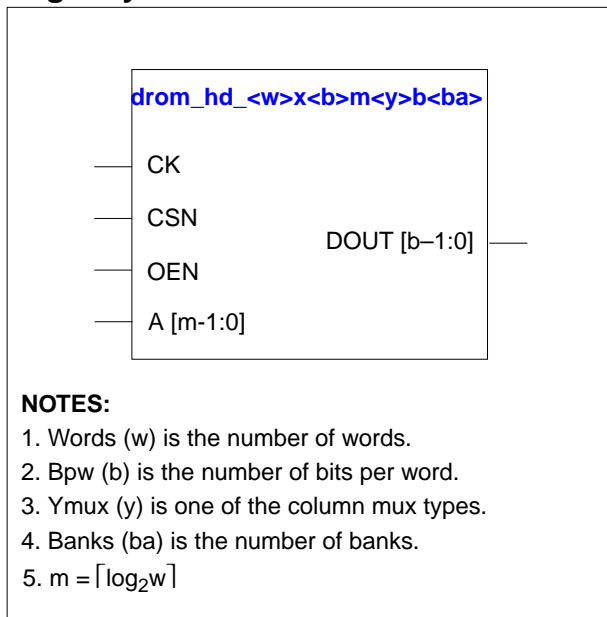 drom_hd_<w>x<b>m<y>b<ba>
CK
CSN
DOUT [b–1:0]
OEN
A [m-1:0]
NOTES:
1. Words (w) is the number of words.
2. Bpw (b) is the number of bits per word.
3. Ymux (y) is one of the column mux types.
4. Banks (ba) is the number of banks.
5. m = ⌈log₂w⌉